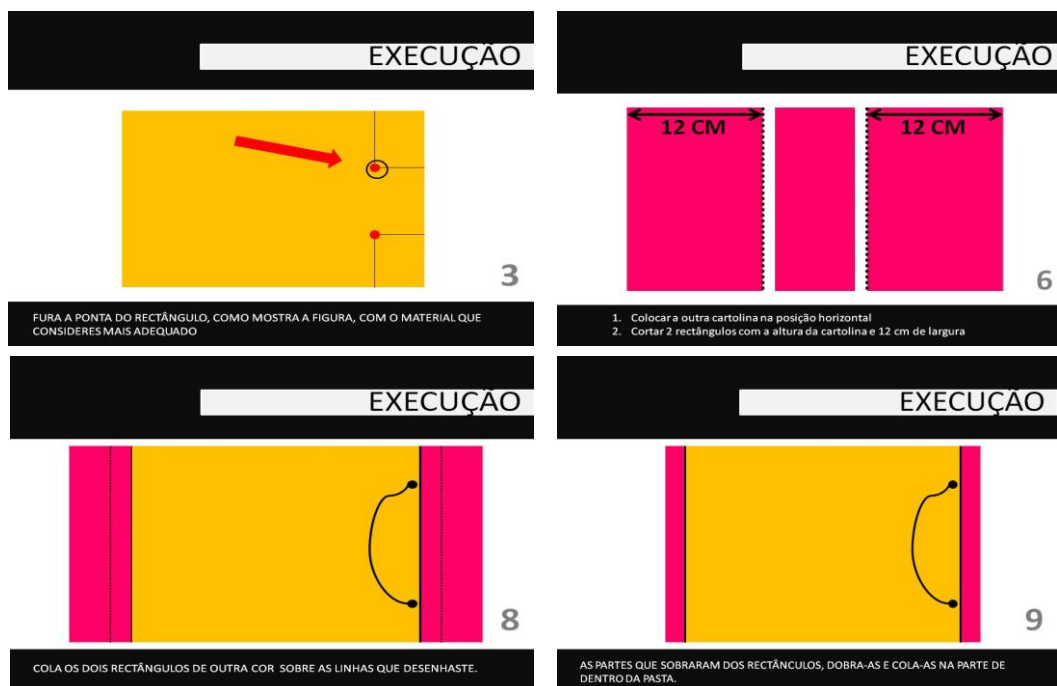 EXECUÇÃO
3
FURA A PONTA DO RECTÂNGULO, COMO MOSTRA A FIGURA, COM O MATERIAL QUE
CONSIDERES MAIS ADEQUADO
EXECUÇÃO
12 CM
12 CM
6
1. Colocar a outra cartolina na posição horizontal
2. Cortar 2 rectângulos com a altura da cartolina e 12 cm de largura
EXECUÇÃO
8
COLA OS DOIS RECTÂNGULOS DE OUTRA COR SOBRE AS LINHAS QUE DESENHASTE.
EXECUÇÃO
9
AS PARTES QUE SOBRARAM DOS RECTÂNCULOS, DOBRA-AS E COLA-AS NA PARTE DE
DENTRO DA PASTA.